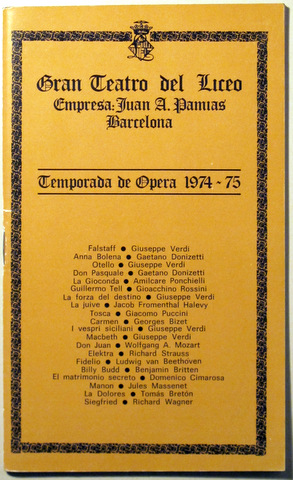 Gran Teatro del Liceo
Empresa: Juan A. Pamias
Barcelona
Temporada de Opera 1974 - 75
Falstaff ● Giuseppe Verdi
Anna Bolena ● Gaetano Donizetti
Otello ● Giuseppe Verdi
Don Pasquale ● Gaetano Donizetti
La Gioconda ● Amilcare Ponchielli
Guillermo Tell ● Gioacchino Rossini
La forza del destino ● Giuseppe Verdi
La juive ● Jacob Fromenthal Halevy
Tosca ● Giacomo Puccini
Carmen ● Georges Bizet
I vespri siciliani ● Giuseppe Verdi
Macbeth ● Giuseppe Verdi
Don Juan ● Wolfgang A. Mozart
Elektra ● Richard Strauss
Fidelio ● Ludwig van Beethoven
Billy Budd ● Benjamin Britten
El matrimonio secreto ● Domenico Cimarosa
Manon ● Jules Massenet
La Dolores ● Tomás Bretón
Siegfried ● Richard Wagner